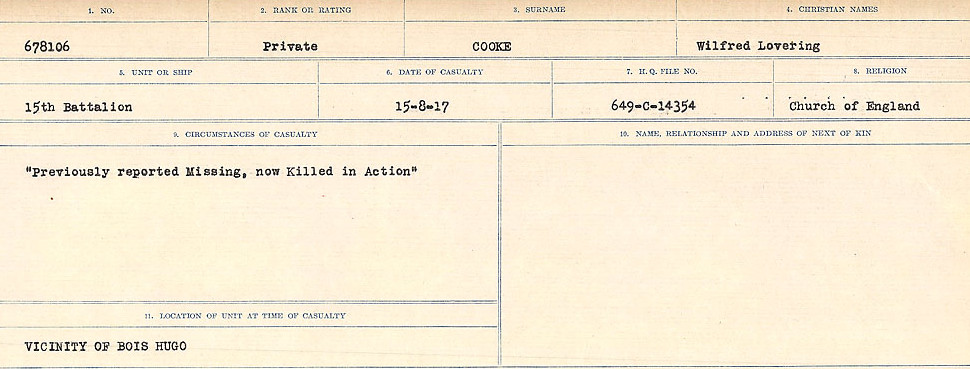 1. NO.
2. RANK OR RATING
3. SURNAME
4. CHRISTIAN NAMES
678106
Private
COOKE
Wilfred Lovering
5. UNIT OR SHIP
6. DATE OF CASUALTY
7. H. Q. FILE NO.
8. RELIGION
15th Battalion
15-8-17
649-C-14354
Church of England
9. CIRCUMSTANCES OF CASUALTY
10. NAME, RELATIONSHIP AND ADDRESS OF NEXT OF KIN
"Previously reported Missing, now Killed in Action"
11. LOCATION OF UNIT AT TIME OF CASUALTY
VICINITY OF BOIS HUGO